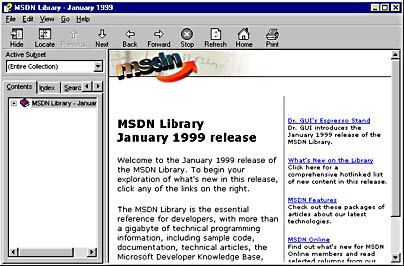 MSDN Library - January 1999
File Edit View Go Help
Hide Locate Previous Next Back Forward Stop Refresh Home Print
Active Subset
(Entire Collection)
Contents Index Searc
MSDN Library - Januar
msdn
MSDN Library
January 1999 release
Welcome to the January 1999 release of
the MSDN Library. To begin your
exploration of what's new in this release,
click any of the links on the right.
The MSDN Library is the essential
reference for developers, with more than
a gigabyte of technical programming
information, including sample code,
documentation, technical articles, the
Microsoft Developer Knowledge Base,
Dr. GUI's Espresso Stand
Dr. GUI introduces the
January 1999 release of the
MSDN Library.
What's New on the Library
Click here for a
comprehensive hotlinked list
of new content in this release.
MSDN Features
Check out these packages of
articles about our latest
technologies.
MSDN Online
Find out what's new for MSDN
Online members and read
selected columns from our